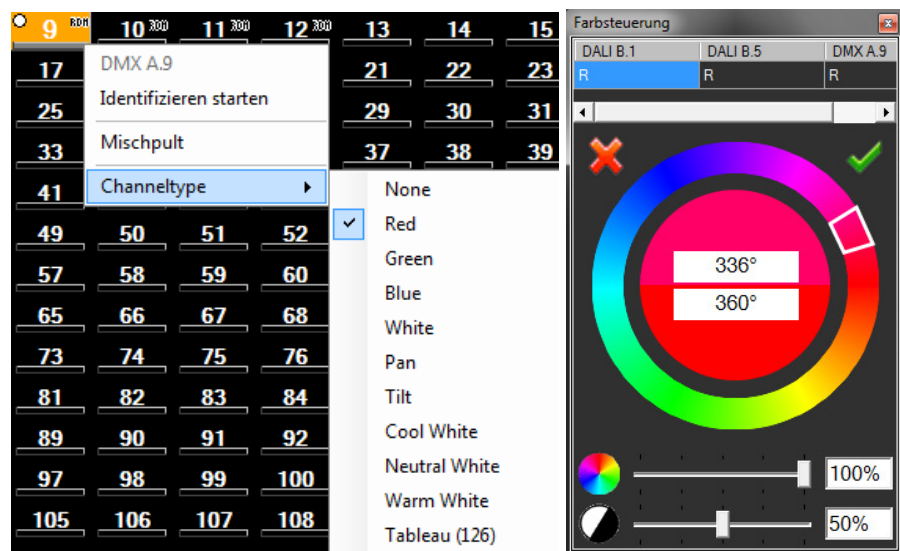 9 RDM 10 11 12 13 14 15
17 21 22 23
25 29 30 31
33 37 38 39
41
49 50 51 52
57 58 59 60
65 66 67 68
73 74 75 76
81 82 83 84
89 90 91 92
97 98 99 100
105 106 107 108
DMX A.9
Identifizieren starten
Mischpult
Channeltype
None
Red
Green
Blue
White
Pan
Tilt
Cool White
Neutral White
Warm White
Tableau (126)
Farbsteuerung
DALI B.1 DALI B.5 DMX A.9
R R R
336°
360°
100%
50%